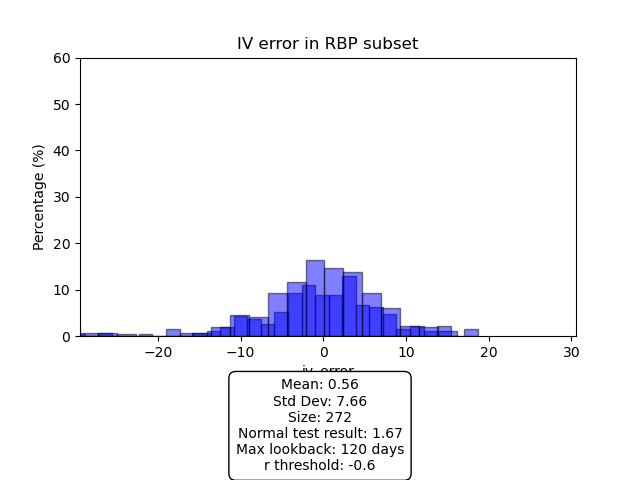 IV error in RBP subset
Percentage (%)
60
50
40
30
20
10
0
−20
−10
0
10
20
30
iv_error
Mean: 0.56
Std Dev: 7.66
Size: 272
Normal test result: 1.67
Max lookback: 120 days
r threshold: -0.6